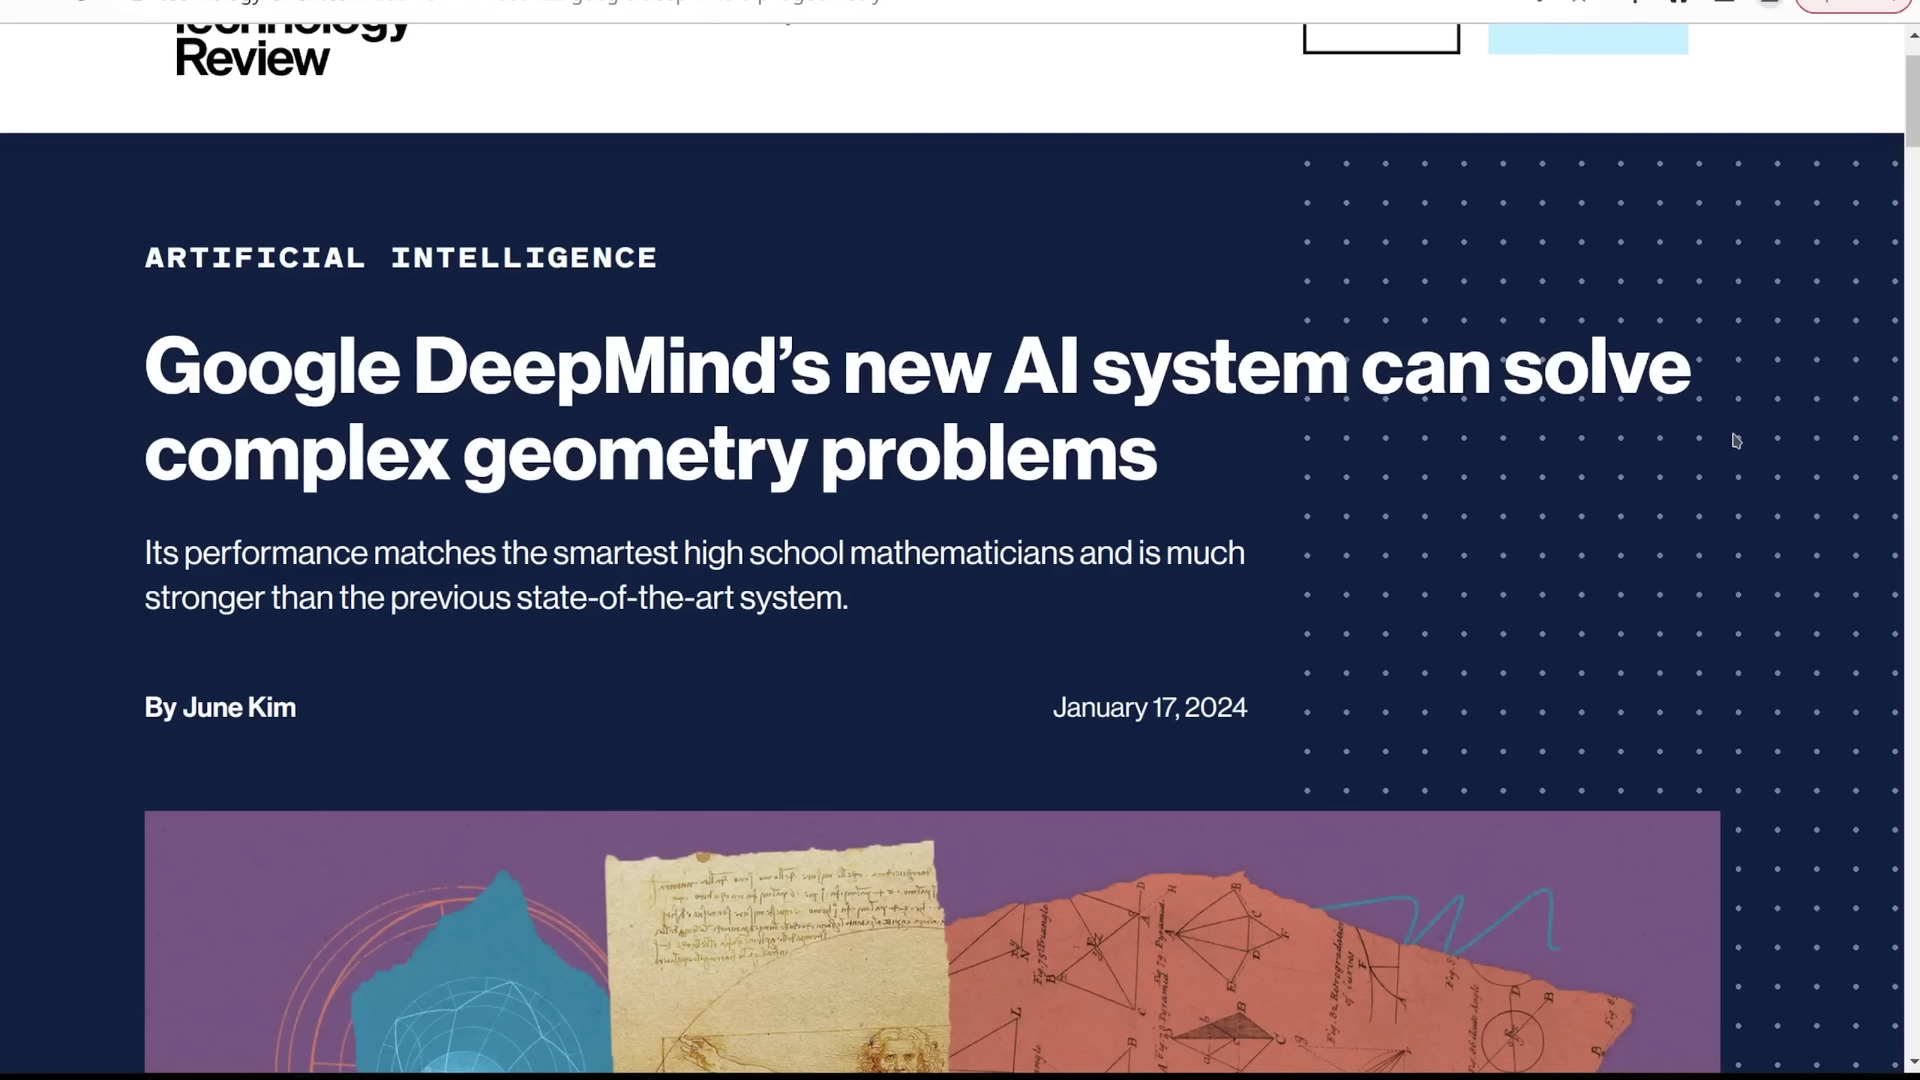 Technology
Review
ARTIFICIAL INTELLIGENCE
Google DeepMind’s new AI system can solve
complex geometry problems
Its performance matches the smartest high school mathematicians and is much
stronger than the previous state-of-the-art system.
By June Kim
January 17, 2024